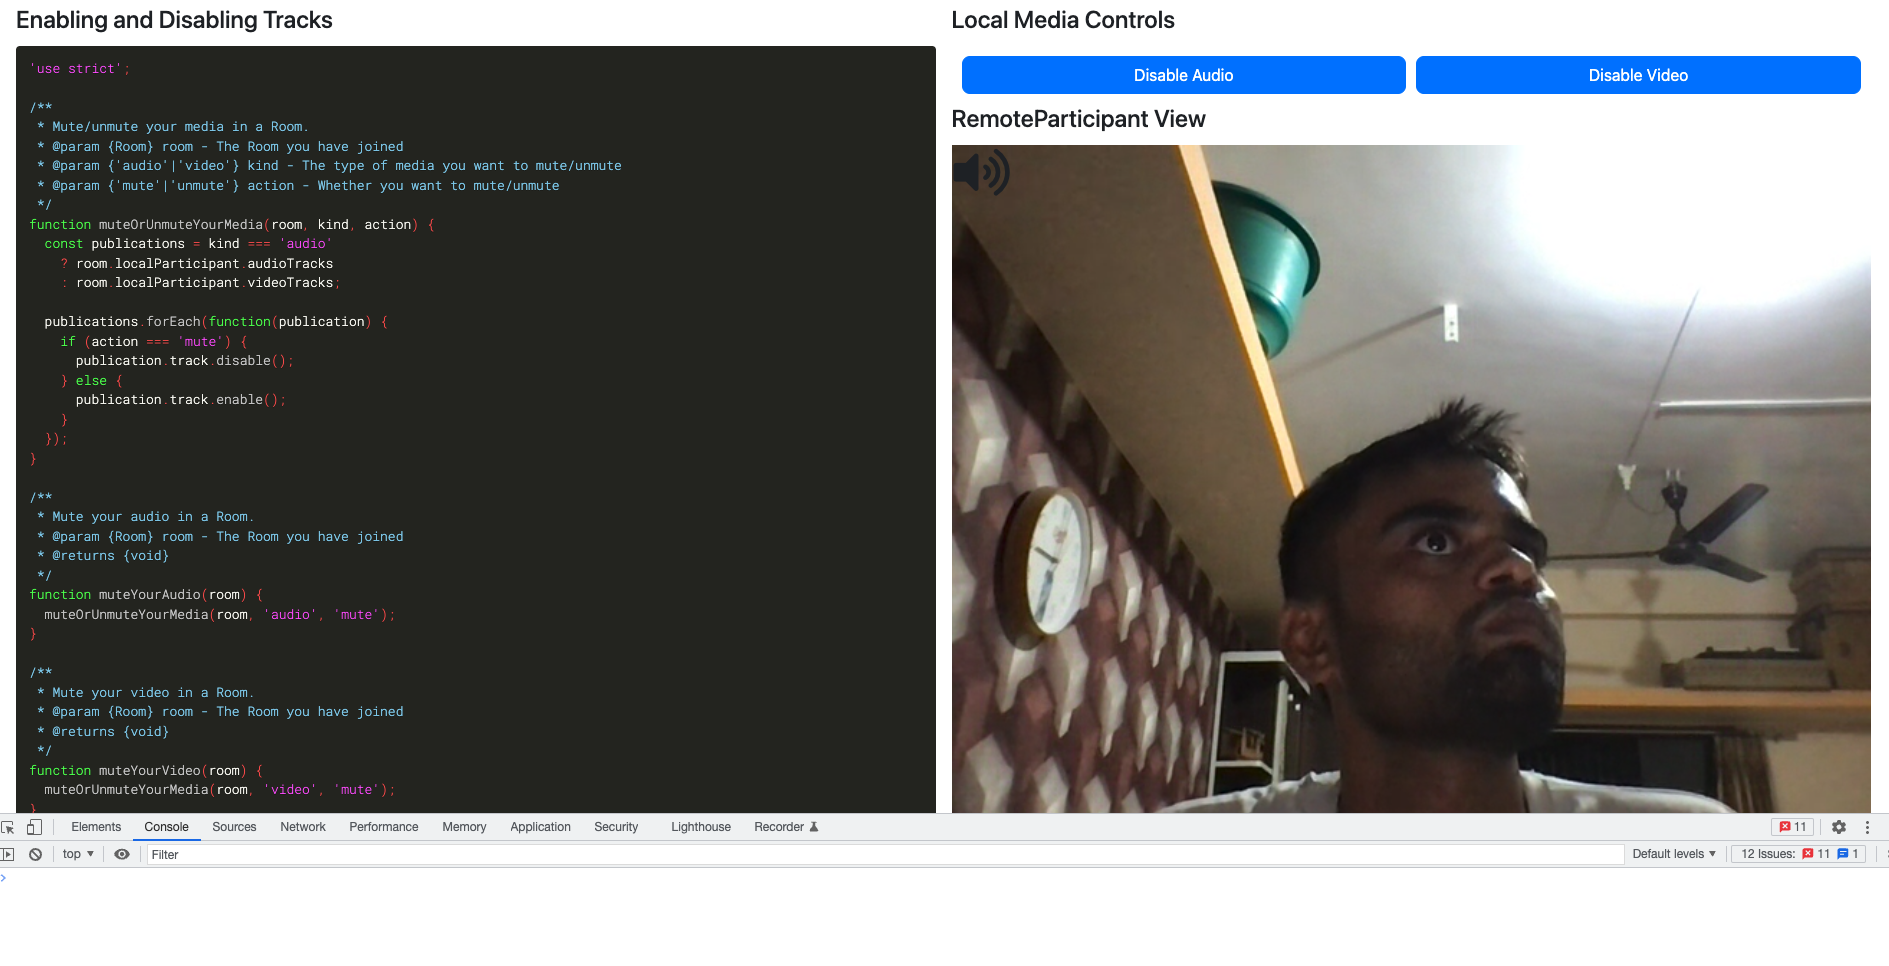 Enabling and Disabling Tracks
'use strict';
/**
 * Mute/unmute your media in a Room.
 * @param {Room} room - The Room you have joined
 * @param {'audio'|'video'} kind - The type of media you want to mute/unmute
 * @param {'mute'|'unmute'} action - Whether you want to mute/unmute
 */
function muteOrUnmuteYourMedia(room, kind, action) {
  const publications = kind === 'audio'
    ? room.localParticipant.audioTracks
    : room.localParticipant.videoTracks;
  publications.forEach(function(publication) {
    if (action === 'mute') {
      publication.track.disable();
    } else {
      publication.track.enable();
    }
  });
}
/**
 * Mute your audio in a Room.
 * @param {Room} room - The Room you have joined
 * @returns {void}
 */
function muteYourAudio(room) {
  muteOrUnmuteYourMedia(room, 'audio', 'mute');
}
/**
 * Mute your video in a Room.
 * @param {Room} room - The Room you have joined
 * @returns {void}
 */
function muteYourVideo(room) {
  muteOrUnmuteYourMedia(room, 'video', 'mute');
}
Local Media Controls
Disable Audio Disable Video
RemoteParticipant View
Elements Console Sources Network Performance Memory Application Security Lighthouse Recorder 11
top Filter Default levels 12 Issues: 11 1